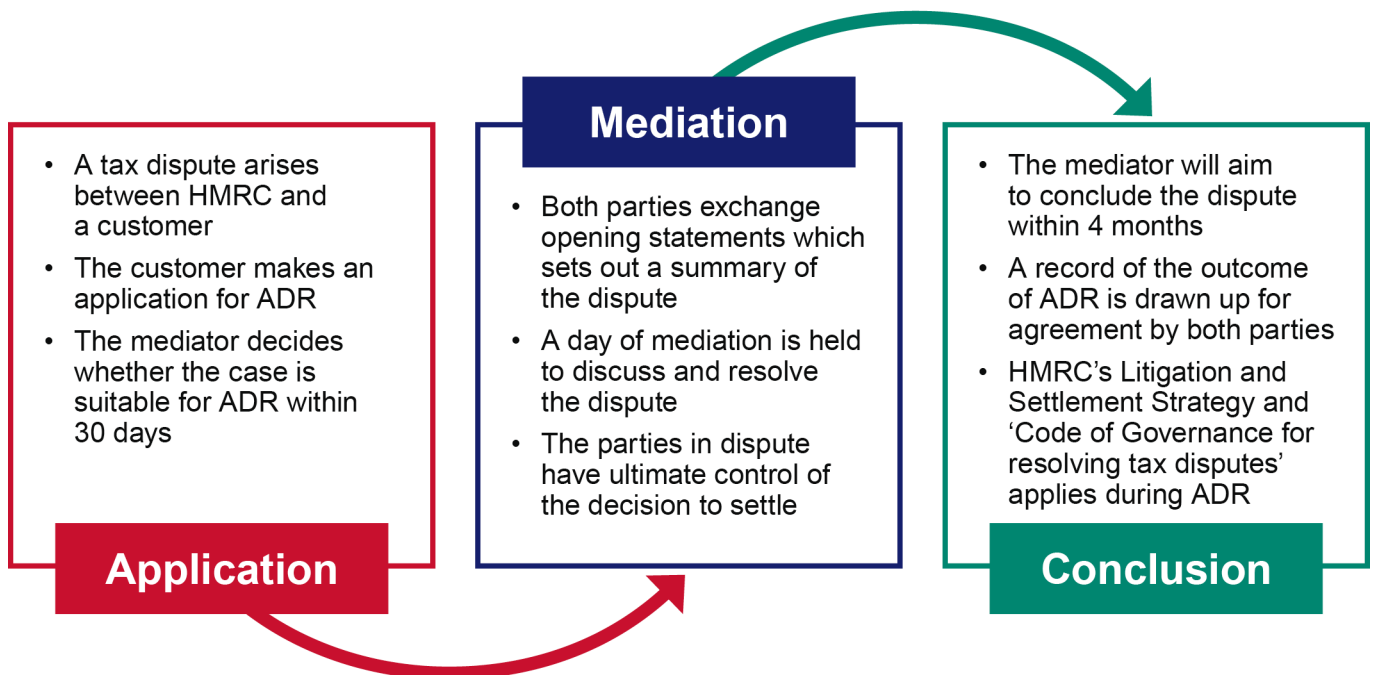 • A tax dispute arises
between HMRC and
a customer
• The customer makes an
application for ADR
• The mediator decides
whether the case is
suitable for ADR within
30 days
Application
Mediation
• Both parties exchange
opening statements which
sets out a summary of
the dispute
• A day of mediation is held
to discuss and resolve
the dispute
• The parties in dispute
have ultimate control of
the decision to settle
• The mediator will aim
to conclude the dispute
within 4 months
• A record of the outcome
of ADR is drawn up for
agreement by both parties
• HMRC’s Litigation and
Settlement Strategy and
‘Code of Governance for
resolving tax disputes’
applies during ADR
Conclusion